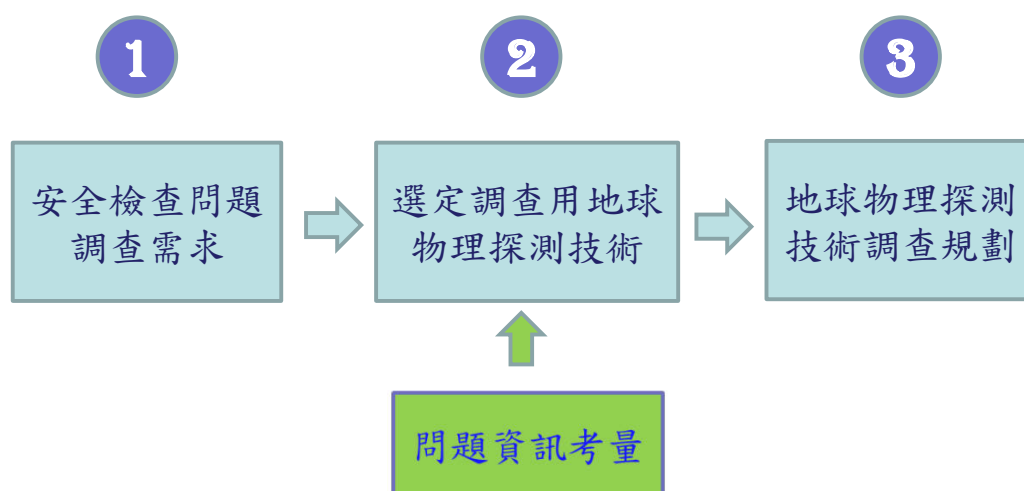 1
2
3
安全檢查問題
調查需求
選定調查用地球
物理探測技術
地球物理探測
技術調查規劃
問題資訊考量